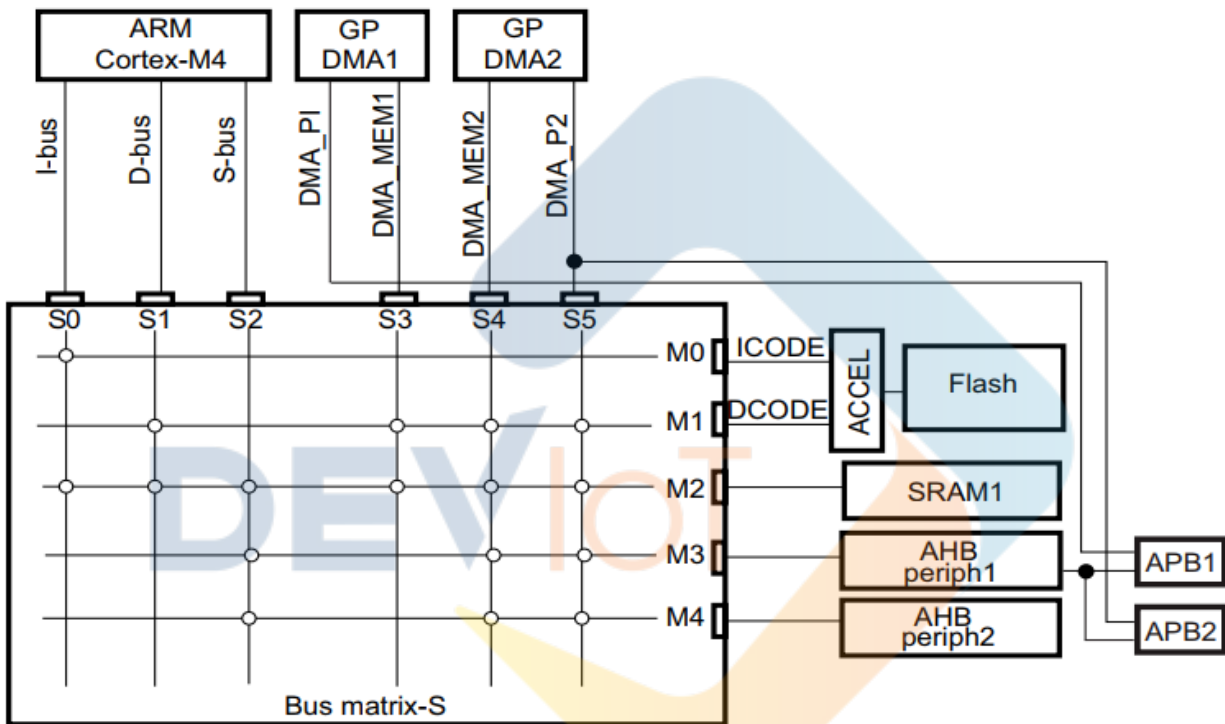 ARM
Cortex-M4
GP
DMA1
GP
DMA2
I-bus
D-bus
S-bus
DMA_PI
DMA_MEM1
DMA_MEM2
DMA_P2
S0 S1 S2 S3 S4 S5
M0 ICODE
M1 DCODE
ACCEL
Flash
M2 SRAM1
M3 AHB
periph1
APB1
M4 AHB
periph2
APB2
DEVIoT
Bus matrix-S